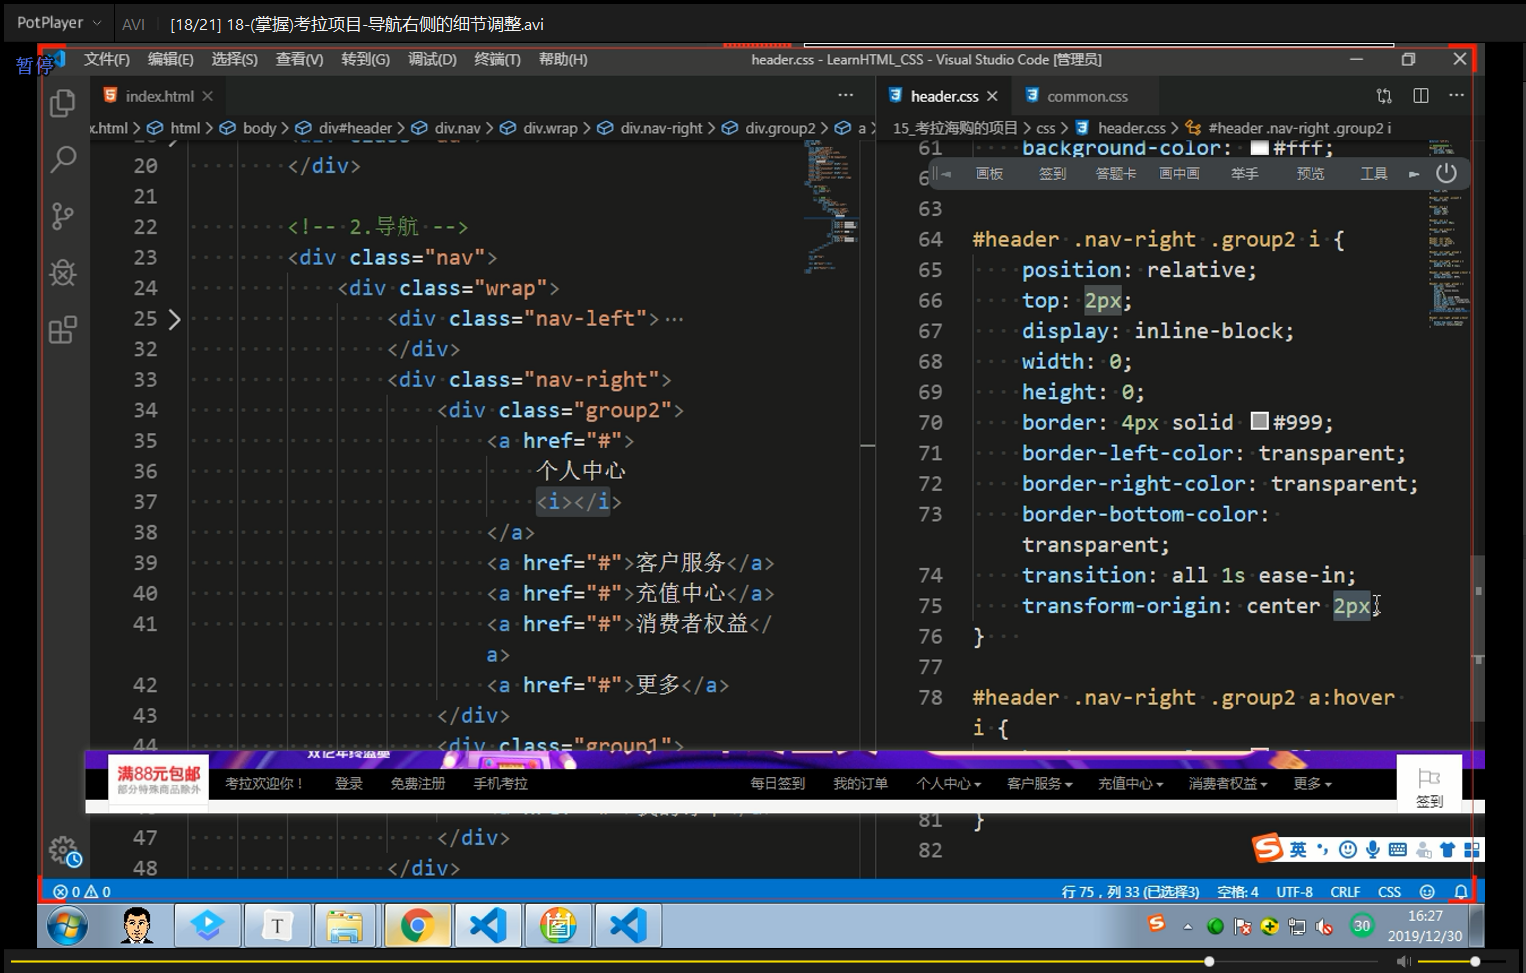 PotPlayer
AVI
[18/21] 18-(掌握)考拉项目-导航右侧的细节调整.avi
暂停
文件(F) 编辑(E) 选择(S) 查看(V) 转到(G) 调试(D) 终端(T) 帮助(H)
header.css - LearnHTML_CSS - Visual Studio Code [管理员]
index.html
header.css
common.css
x.html > html > body > div#header > div.nav > div.wrap > div.nav-right > div.group2 > a >
15_考拉海购的项目 > css > header.css > #header .nav-right .group2 i
20 </div>
21
22 <!-- 2.导航 -->
23 <div class="nav">
24 <div class="wrap">
25 <div class="nav-left">…
32 </div>
33 <div class="nav-right">
34 <div class="group2">
35 <a href="#">
36 个人中心
37 <i></i>
38 </a>
39 <a href="#">客户服务</a>
40 <a href="#">充值中心</a>
41 <a href="#">消费者权益</
a>
42 <a href="#">更多</a>
43 </div>
44 <div class="group1">
47 </div>
48 </div>
61 background-color: #fff;
画板 签到 答题卡 画中画 举手 预览 工具
63
64 #header .nav-right .group2 i {
65 position: relative;
66 top: 2px;
67 display: inline-block;
68 width: 0;
69 height: 0;
70 border: 4px solid #999;
71 border-left-color: transparent;
72 border-right-color: transparent;
73 border-bottom-color:
transparent;
74 transition: all 1s ease-in;
75 transform-origin: center 2px;
76 }
77
78 #header .nav-right .group2 a:hover
i {
81 }
82
满88元包邮
部分特殊商品除外
考拉欢迎你！ 登录 免费注册 手机考拉
每日签到 我的订单 个人中心 客户服务 充值中心 消费者权益 更多
签到
英
0 0
行 75，列 33 (已选择3) 空格: 4 UTF-8 CRLF CSS
T
30
16:27
2019/12/30